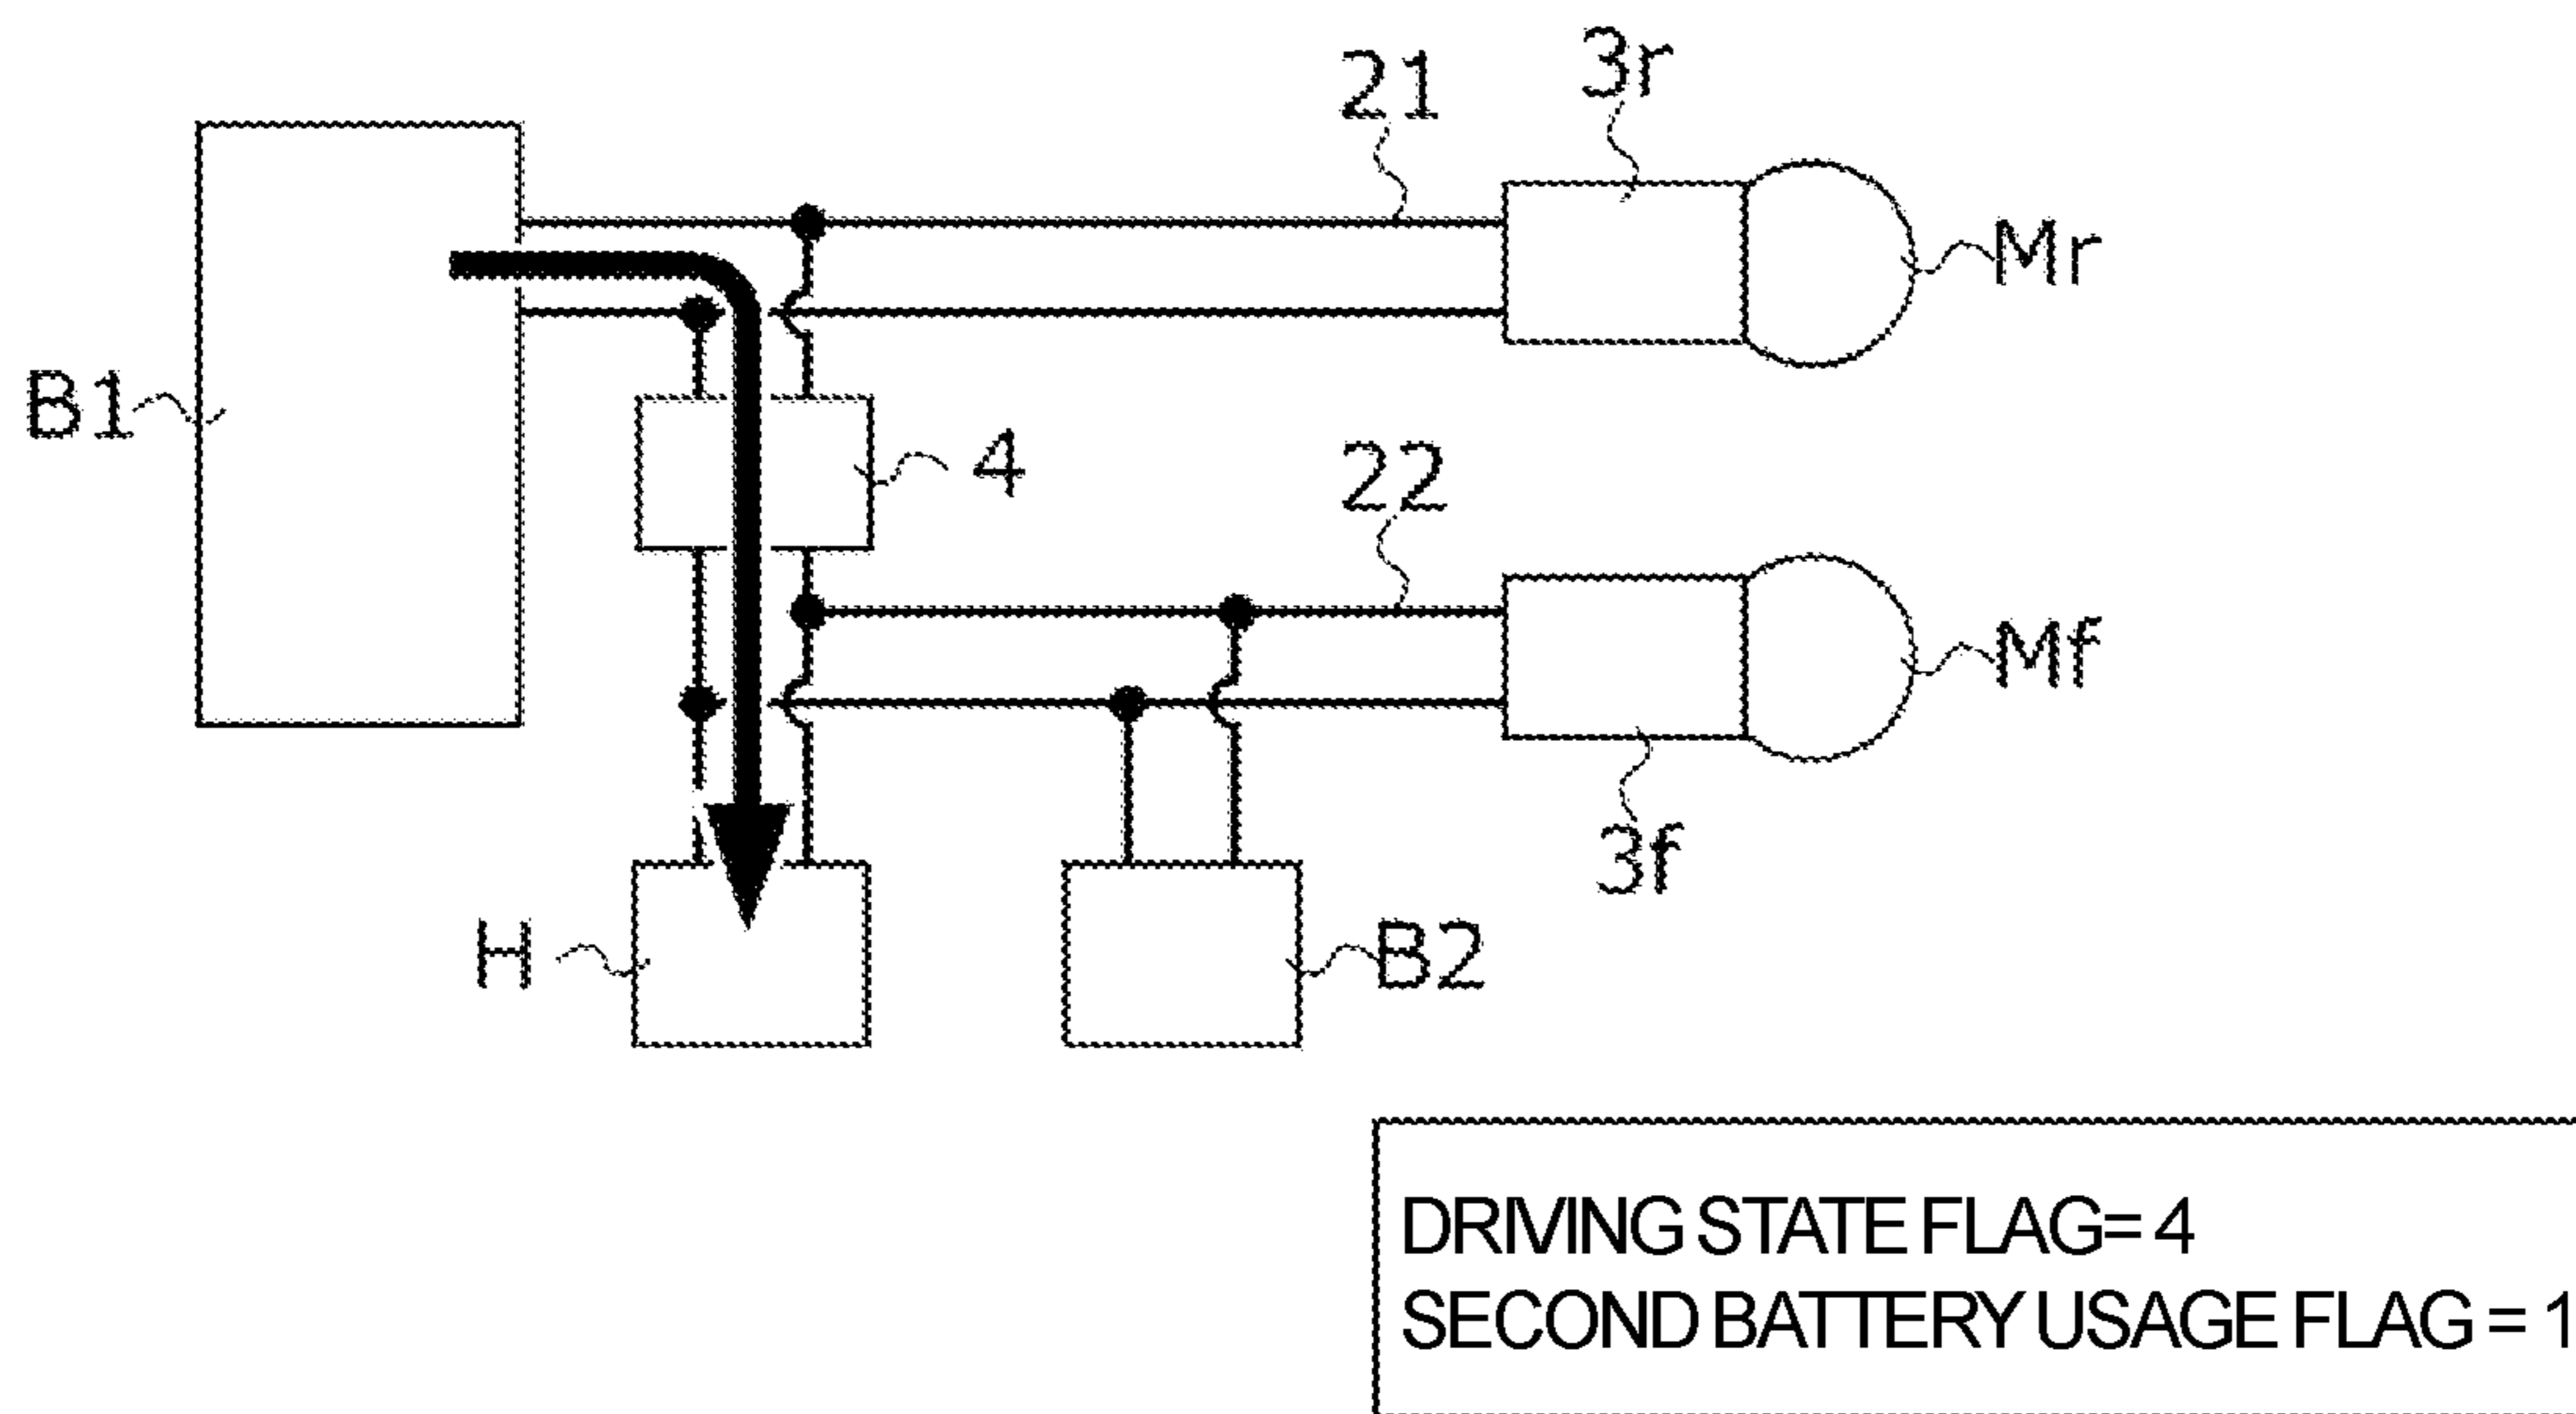 3r
21
Mr
B1
4
22
Mf
3f
H
B2
DRIVING STATE FLAG= 4
SECOND BATTERY USAGE FLAG = 1